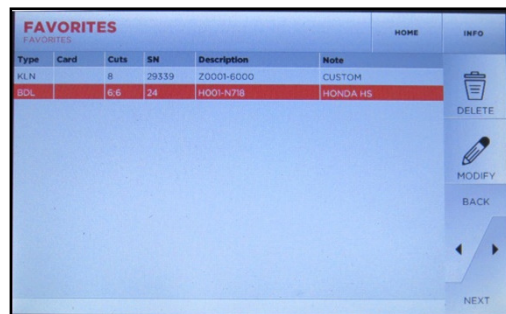 FAVORITES
FAVORITES
HOME
INFO
Type Card Cuts SN Description Note
KLN 8 29339 Z0001-6000 CUSTOM
BDL 6:6 24 H001-N718 HONDA HS
DELETE
MODIFY
BACK
NEXT